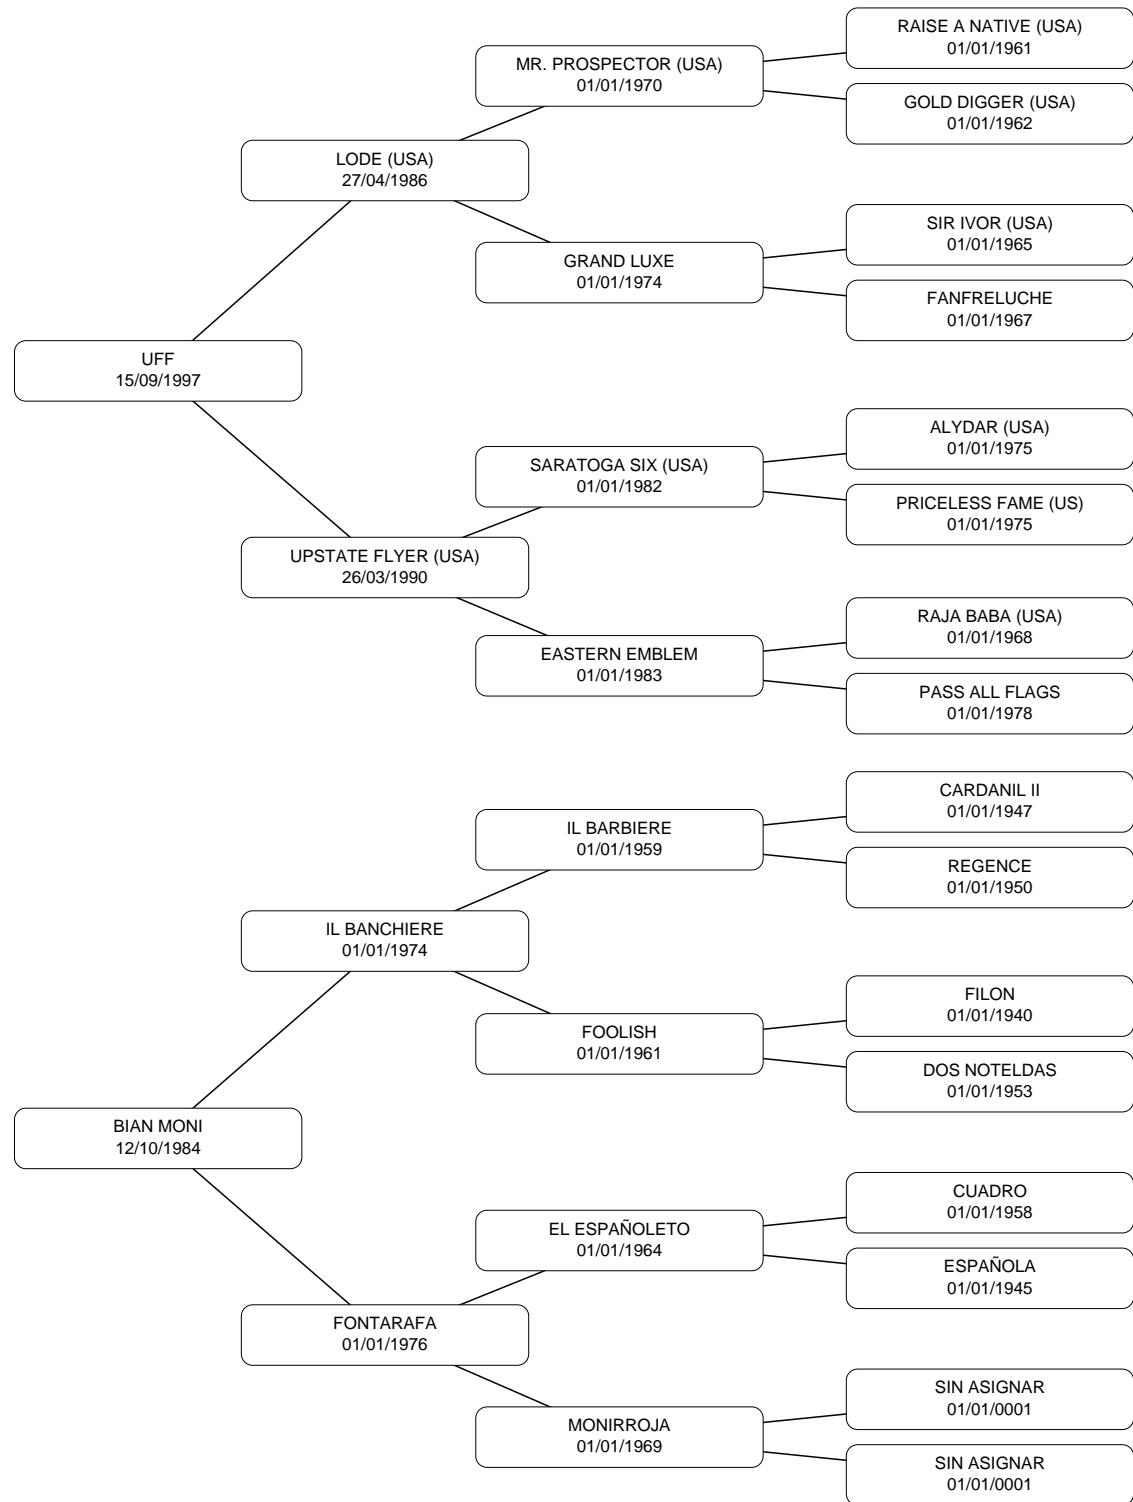 RAISE A NATIVE (USA)
01/01/1961
MR. PROSPECTOR (USA)
01/01/1970
GOLD DIGGER (USA)
01/01/1962
LODE (USA)
27/04/1986
SIR IVOR (USA)
01/01/1965
GRAND LUXE
01/01/1974
FANFRELUCHE
01/01/1967
UFF
15/09/1997
ALYDAR (USA)
01/01/1975
SARATOGA SIX (USA)
01/01/1982
PRICELESS FAME (US)
01/01/1975
UPSTATE FLYER (USA)
26/03/1990
RAJA BABA (USA)
01/01/1968
EASTERN EMBLEM
01/01/1983
PASS ALL FLAGS
01/01/1978
CARDANIL II
01/01/1947
IL BARBIERE
01/01/1959
REGENCE
01/01/1950
IL BANCHIERE
01/01/1974
FILON
01/01/1940
FOOLISH
01/01/1961
DOS NOTELDAS
01/01/1953
BIAN MONI
12/10/1984
CUADRO
01/01/1958
EL ESPAÑOLETO
01/01/1964
ESPAÑOLA
01/01/1945
FONTARAFA
01/01/1976
SIN ASIGNAR
01/01/0001
MONIRROJA
01/01/1969
SIN ASIGNAR
01/01/0001